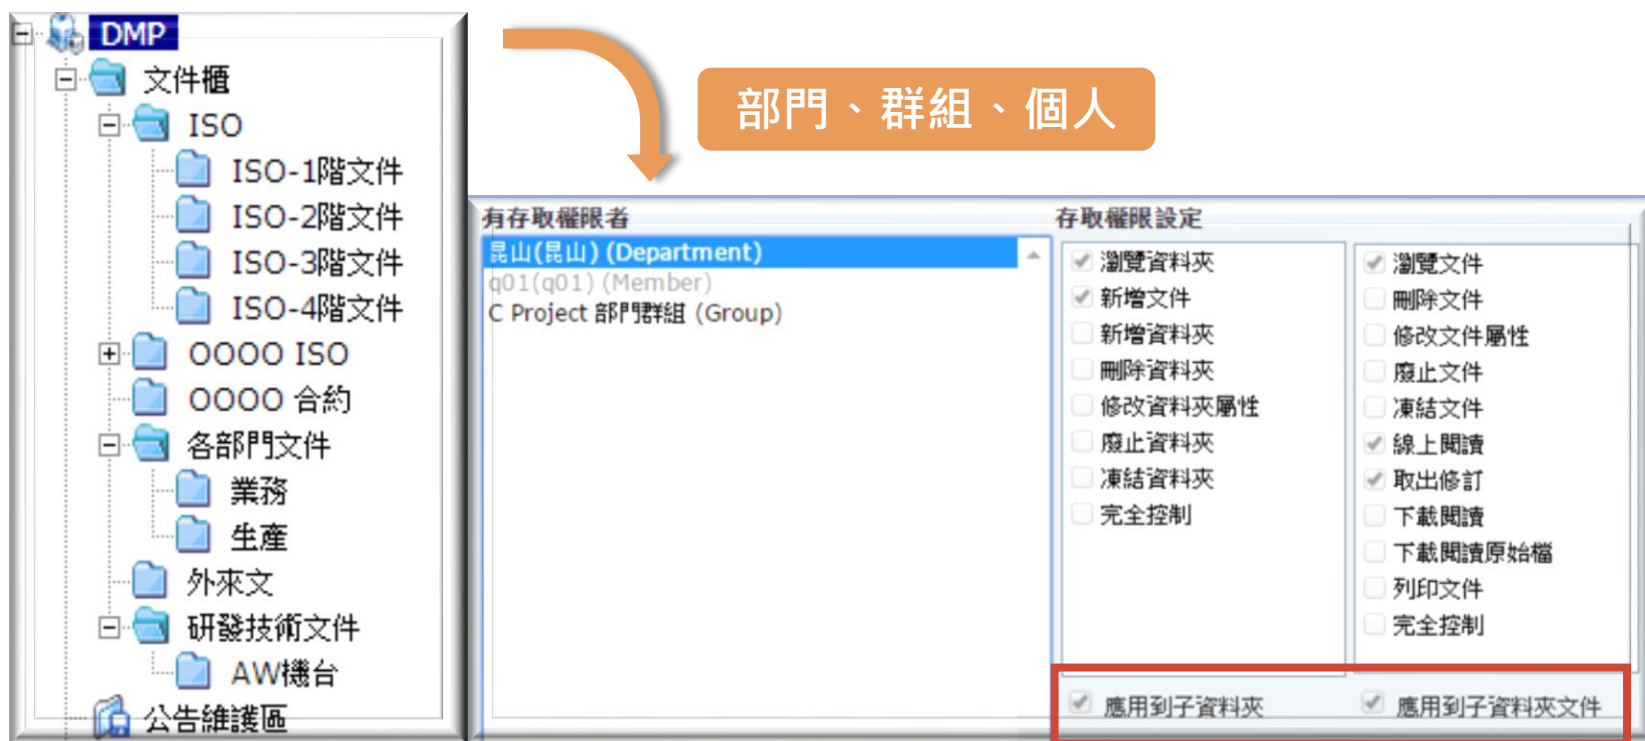 DMP
文件櫃
ISO
ISO-1階文件
ISO-2階文件
ISO-3階文件
ISO-4階文件
OOOO ISO
OOOO 合約
各部門文件
業務
生產
外來文
研發技術文件
AW機台
公告維護區
部門、群組、個人
有存取權限者
昆山(昆山) (Department)
q01(q01) (Member)
C Project 部門群組 (Group)
存取權限設定
瀏覽資料夾
新增文件
新增資料夾
刪除資料夾
修改資料夾屬性
廢止資料夾
凍結資料夾
完全控制
瀏覽文件
刪除文件
修改文件屬性
廢止文件
凍結文件
線上閱讀
取出修訂
下載閱讀
下載閱讀原始檔
列印文件
完全控制
應用到子資料夾
應用到子資料夾文件